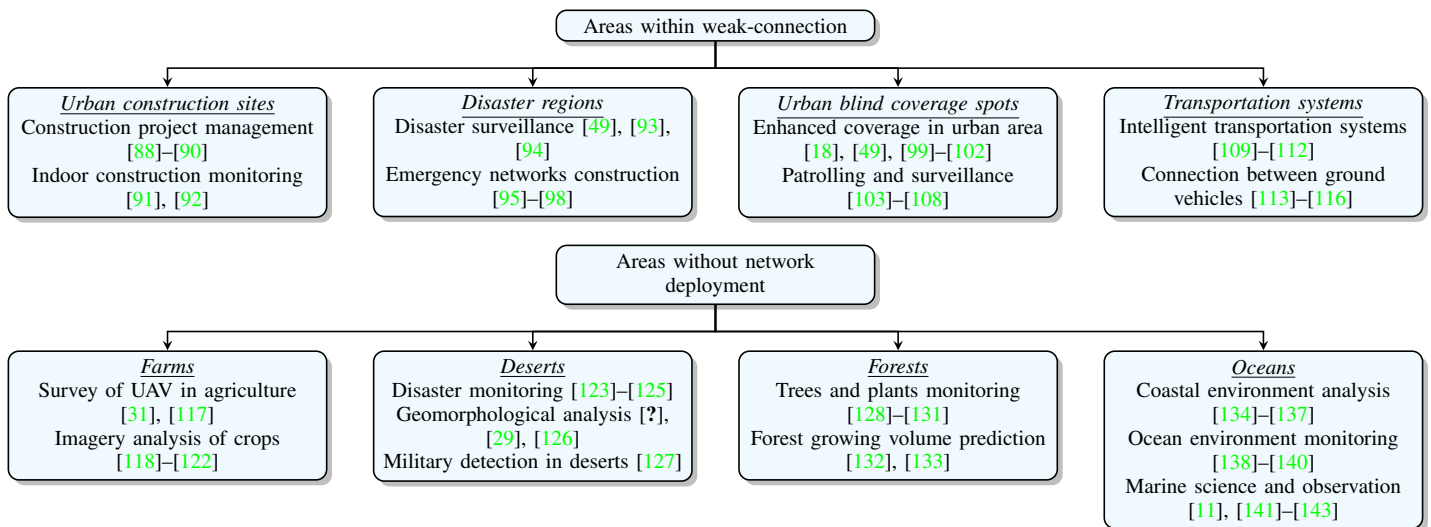 Areas within weak-connection
Urban construction sites
Construction project management
[88]–[90]
Indoor construction monitoring
[91], [92]
Disaster regions
Disaster surveillance [49], [93],
[94]
Emergency networks construction
[95]–[98]
Urban blind coverage spots
Enhanced coverage in urban area
[18], [49], [99]–[102]
Patrolling and surveillance
[103]–[108]
Transportation systems
Intelligent transportation systems
[109]–[112]
Connection between ground
vehicles [113]–[116]
Areas without network
deployment
Farms
Survey of UAV in agriculture
[31], [117]
Imagery analysis of crops
[118]–[122]
Deserts
Disaster monitoring [123]–[125]
Geomorphological analysis [?],
[29], [126]
Military detection in deserts [127]
Forests
Trees and plants monitoring
[128]–[131]
Forest growing volume prediction
[132], [133]
Oceans
Coastal environment analysis
[134]–[137]
Ocean environment monitoring
[138]–[140]
Marine science and observation
[11], [141]–[143]